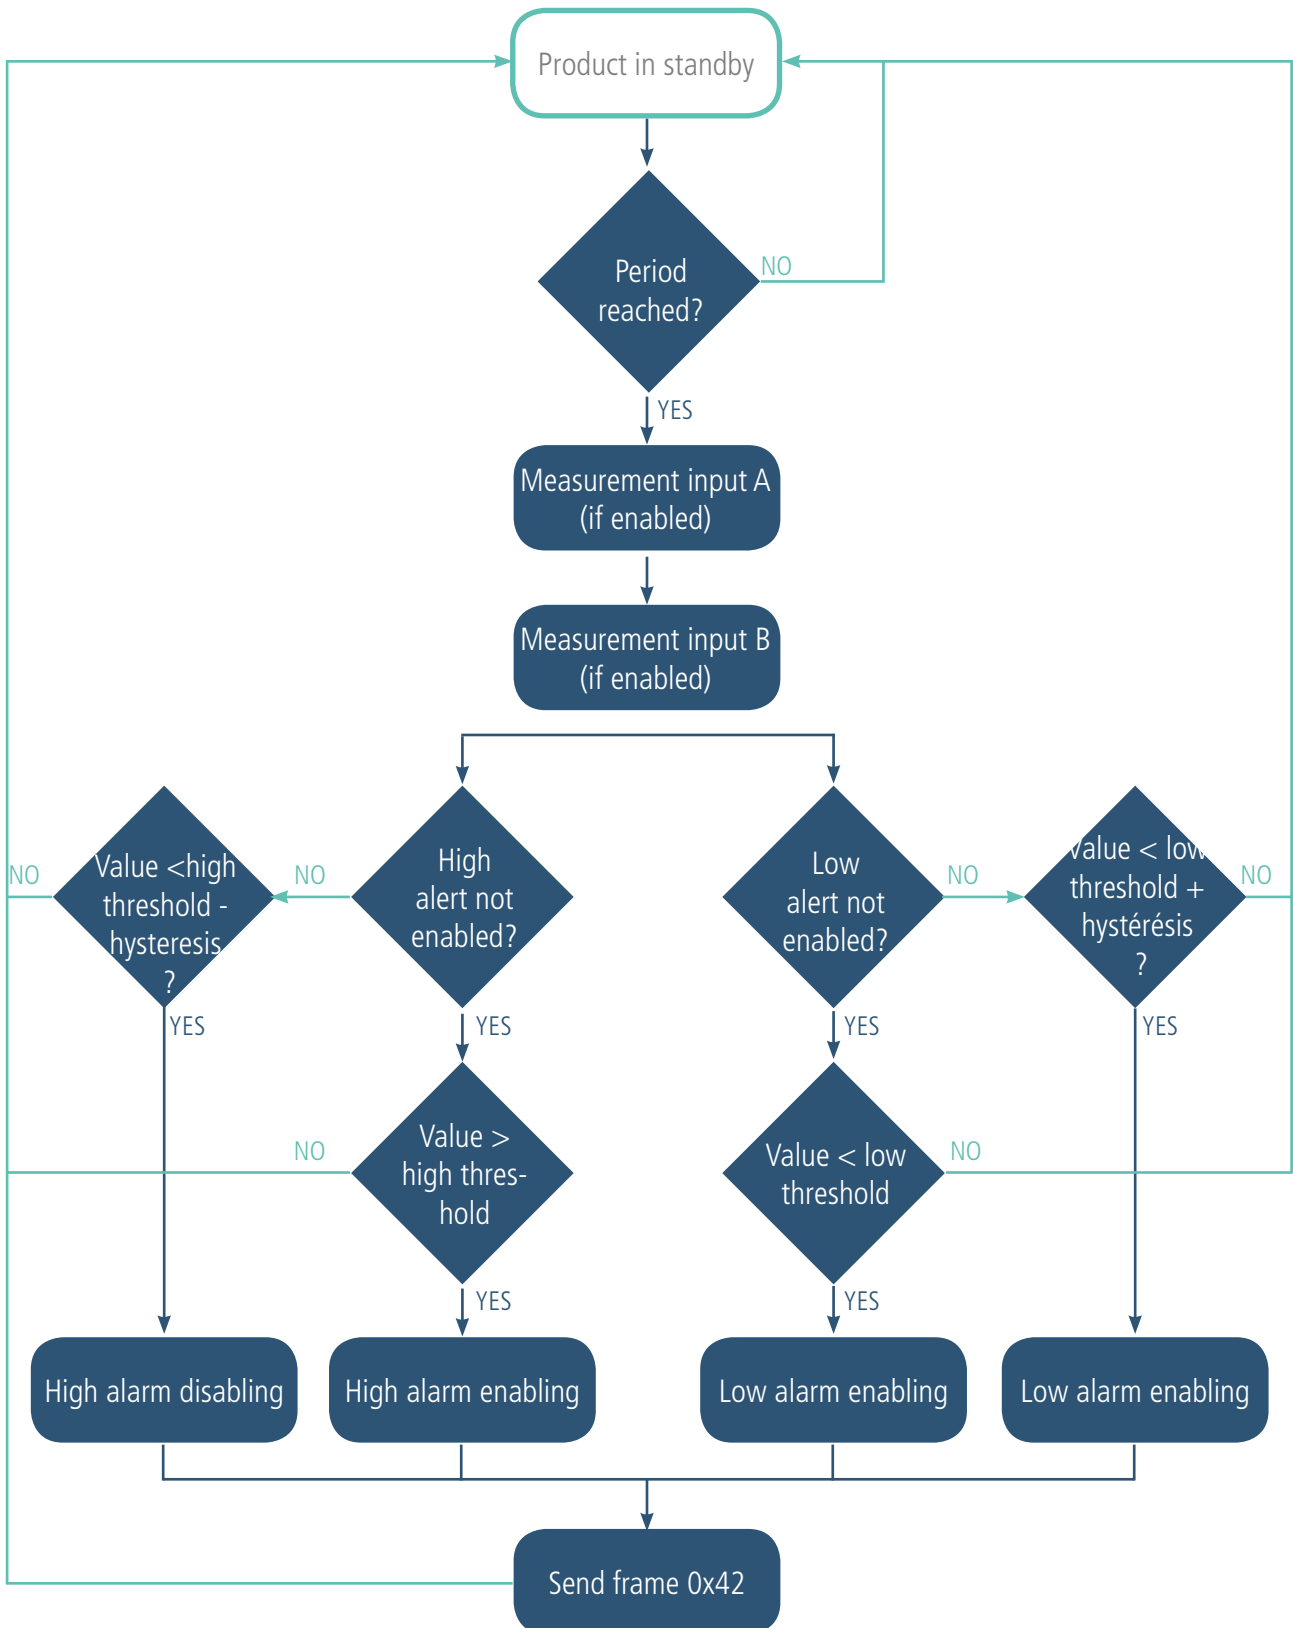 Product in standby
Period
reached?
NO
YES
Measurement input A
(if enabled)
Measurement input B
(if enabled)
Value <high
threshold -
hysteresis
?
NO
NO
YES
High
alert not
enabled?
YES
Low
alert not
enabled?
NO
YES
Value < low
threshold +
hystérésis
?
NO
YES
Value >
high thres-
hold
NO
YES
Value < low
threshold
NO
YES
High alarm disabling
High alarm enabling
Low alarm enabling
Low alarm enabling
Send frame 0x42